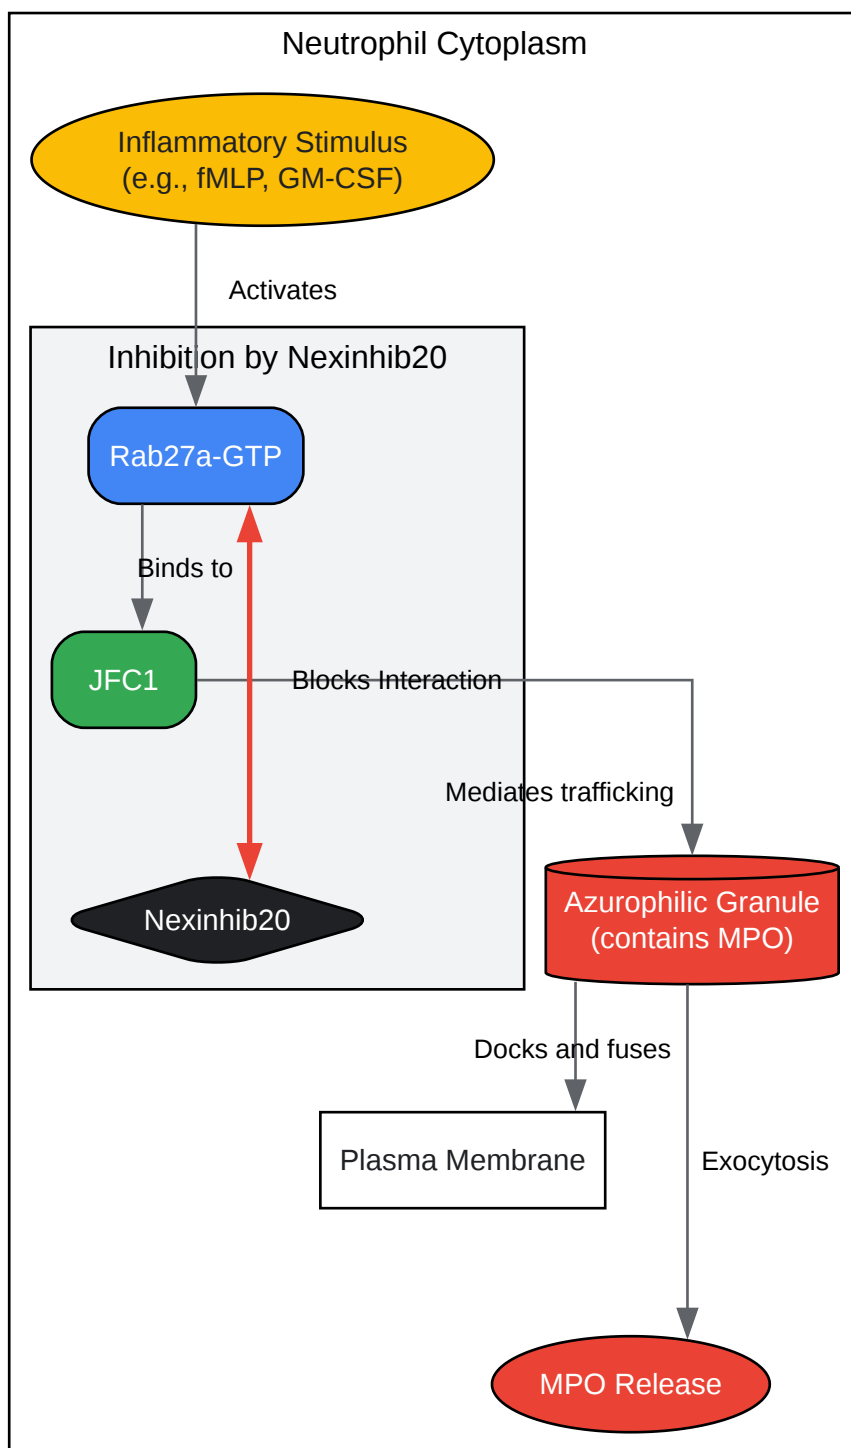 Neutrophil Cytoplasm
Inflammatory Stimulus
(e.g., fMLP, GM-CSF)
Activates
Inhibition by Nexinhib20
Rab27a-GTP
Binds to
JFC1
Blocks Interaction
Mediates trafficking
Azurophilic Granule
(contains MPO)
Nexinhib20
Docks and fuses
Plasma Membrane
Exocytosis
MPO Release